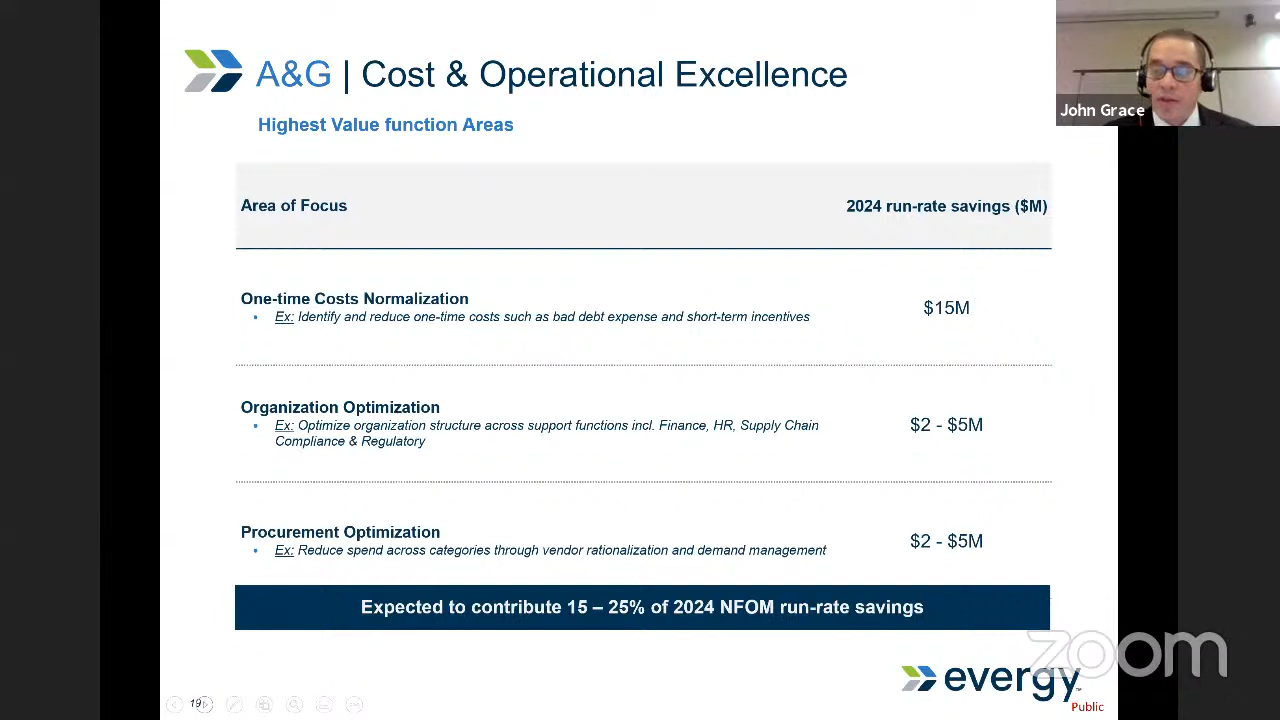 A&G | Cost & Operational Excellence
John Grace
Highest Value function Areas
Area of Focus
2024 run-rate savings ($M)
One-time Costs Normalization
• Ex: Identify and reduce one-time costs such as bad debt expense and short-term incentives
$15M
Organization Optimization
• Ex: Optimize organization structure across support functions incl. Finance, HR, Supply Chain
Compliance & Regulatory
$2 - $5M
Procurement Optimization
• Ex: Reduce spend across categories through vendor rationalization and demand management
$2 - $5M
Expected to contribute 15 – 25% of 2024 NFOM run-rate savings
zoom
evergy
Public
19